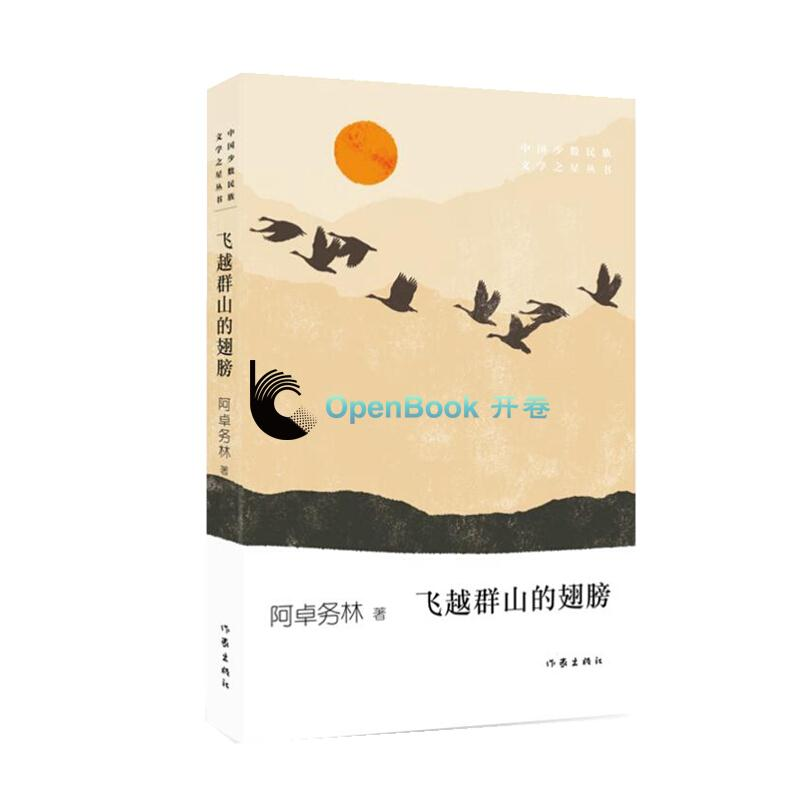 中国少数民族
文学之星丛书
飞越群山的翅膀
阿卓务林
著
作家出版社
中国少数民族
文学之星丛书
OpenBook 开卷
阿卓务林 著
飞越群山的翅膀
作家出版社